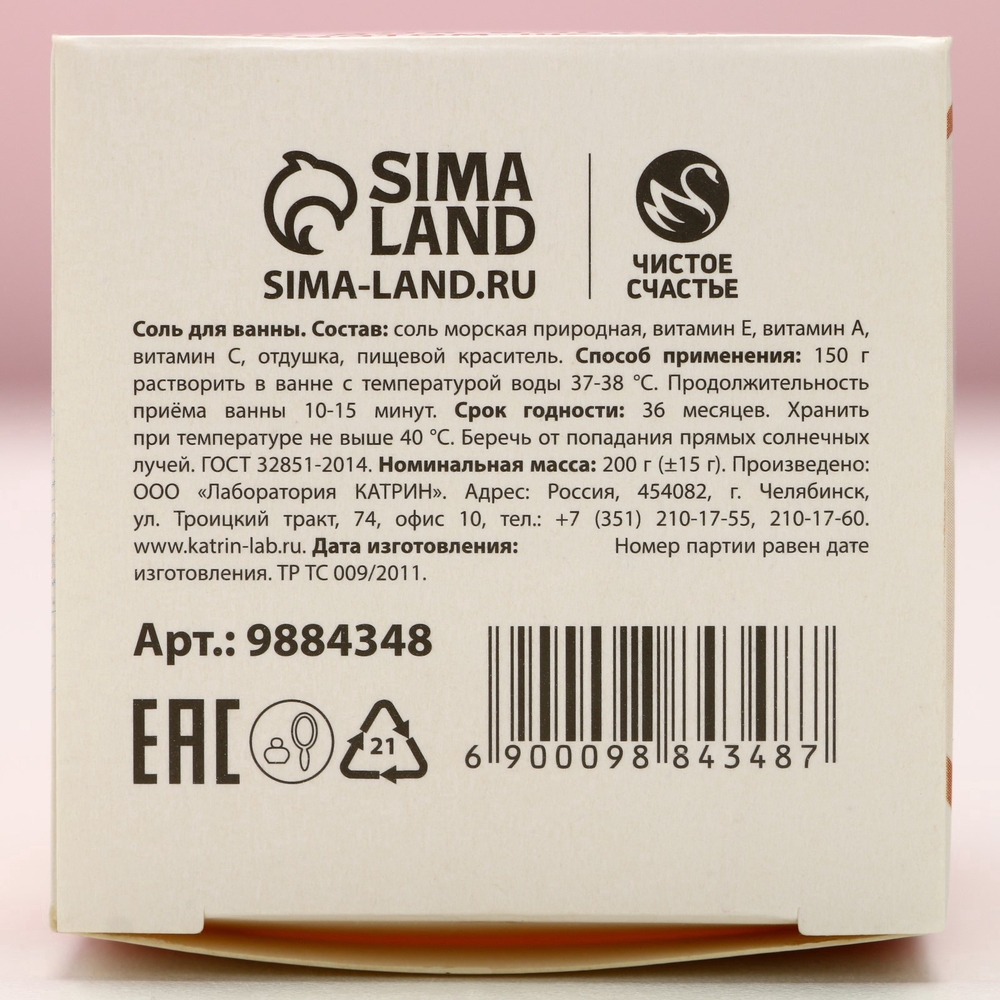 SIMA
LAND
SIMA-LAND.RU
ЧИСТОЕ
СЧАСТЬЕ
Соль для ванны. Состав: соль морская природная, витамин Е, витамин А,
витамин С, отдушка, пищевой краситель. Способ применения: 150 г
растворить в ванне с температурой воды 37-38 °С. Продолжительность
приёма ванны 10-15 минут. Срок годности: 36 месяцев. Хранить
при температуре не выше 40 °С. Беречь от попадания прямых солнечных
лучей. ГОСТ 32851-2014. Номинальная масса: 200 г (±15 г). Произведено:
ООО «Лаборатория КАТРИН». Адрес: Россия, 454082, г. Челябинск,
ул. Троицкий тракт, 74, офис 10, тел.: +7 (351) 210-17-55, 210-17-60.
www.katrin-lab.ru. Дата изготовления: Номер партии равен дате
изготовления. ТР ТС 009/2011.
Арт.: 9884348
EAC
21
6 900098 843487